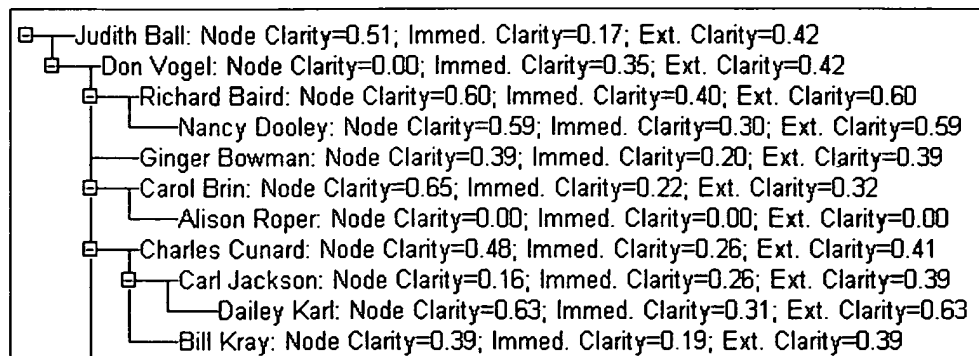 Judith Ball: Node Clarity=0.51; Immed. Clarity=0.17; Ext. Clarity=0.42
Don Vogel: Node Clarity=0.00; Immed. Clarity=0.35; Ext. Clarity=0.42
Richard Baird: Node Clarity=0.60; Immed. Clarity=0.40; Ext. Clarity=0.60
Nancy Dooley: Node Clarity=0.59; Immed. Clarity=0.30; Ext. Clarity=0.59
Ginger Bowman: Node Clarity=0.39; Immed. Clarity=0.20; Ext. Clarity=0.39
Carol Brin: Node Clarity=0.65; Immed. Clarity=0.22; Ext. Clarity=0.32
Alison Roper: Node Clarity=0.00; Immed. Clarity=0.00; Ext. Clarity=0.00
Charles Cunard: Node Clarity=0.48; Immed. Clarity=0.26; Ext. Clarity=0.41
Carl Jackson: Node Clarity=0.16; Immed. Clarity=0.26; Ext. Clarity=0.39
Dailey Karl: Node Clarity=0.63; Immed. Clarity=0.31; Ext. Clarity=0.63
Bill Kray: Node Clarity=0.39; Immed. Clarity=0.19; Ext. Clarity=0.39